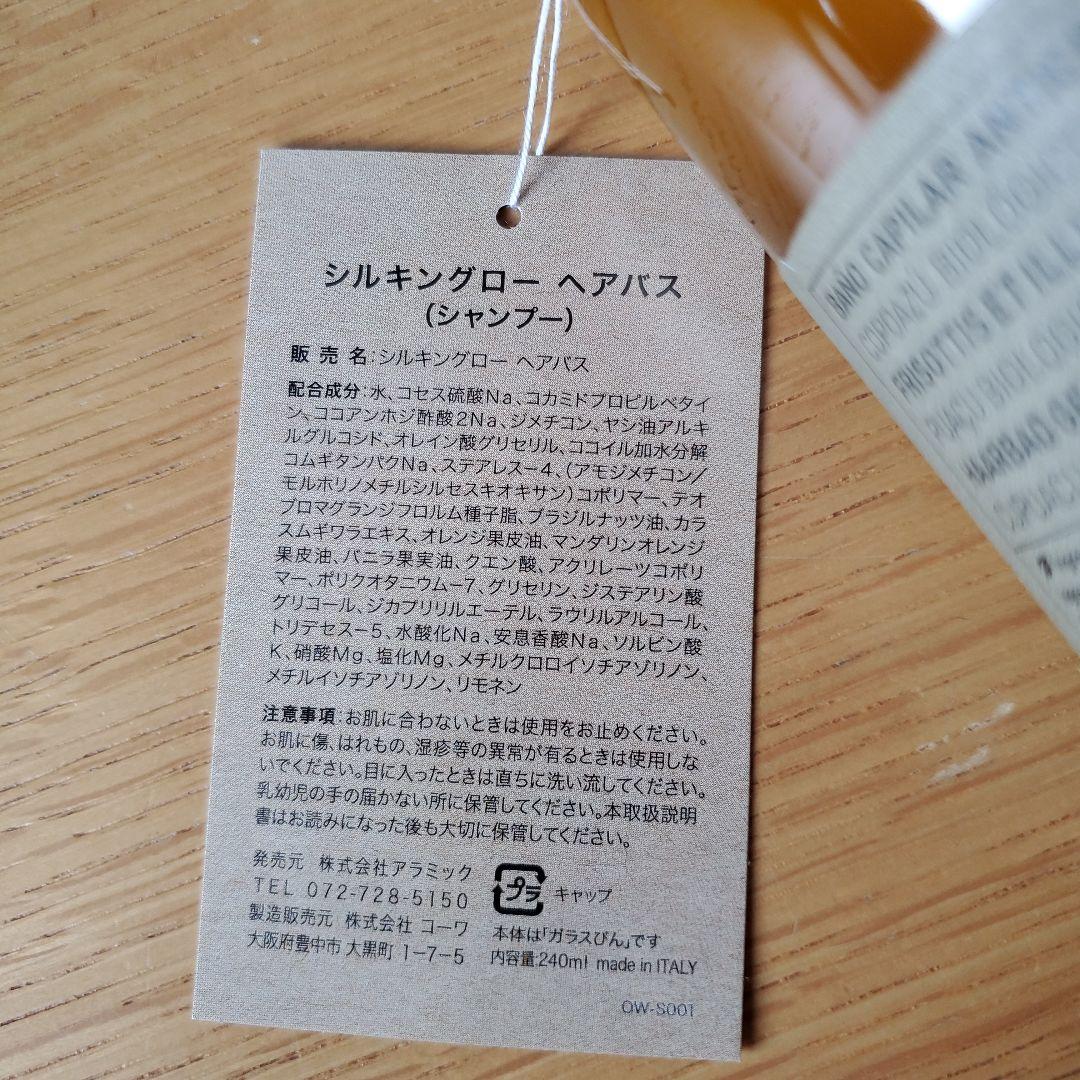 シルキングロー ヘアバス
(シャンプー)
販売名:シルキングロー ヘアバス
配合成分:水、コセス硫酸Na、コカミドプロピルベタイ
ン、ココアンホジ酢酸2Na、ジメチコン、ヤシ油アルキ
ルグルコシド、オレイン酸グリセリル、ココイル加水分解
コムギタンパクNa、ステアレス-4、(アモジメチコン/
モルホリノメチルシルセスキオキサン)コポリマー、テオ
ブロマグランジフロルム種子脂、ブラジルナッツ油、カラ
スムギワラエキス、オレンジ果皮油、マンダリンオレンジ
果皮油、バニラ果実油、クエン酸、アクリレーツコポリ
マー、ポリクオタニウム-7、グリセリン、ジステアリン酸
グリコール、ジカプリリルエーテル、ラウリルアルコール、
トリデセス-5、水酸化Na、安息香酸Na、ソルビン酸
K、硝酸Mg、塩化Mg、メチルクロロイソチアゾリノン、
メチルイソチアゾリノン、リモネン
注意事項:お肌に合わないときは使用をお止めください。
お肌に傷、はれもの、湿疹等の異常が有るときは使用しな
いでください。目に入ったときは直ちに洗い流してください。
乳幼児の手の届かない所に保管してください。本取扱説明
書はお読みになった後も大切に保管してください。
発売元 株式会社アラミック
TEL 072-728-5150
製造販売元 株式会社 コーワ
大阪府豊中市 大黒町 1-7-5
プラ キャップ
本体は「ガラスびん」です
内容量:240ml made in ITALY
OW-S001
BAÑO CAPILAR